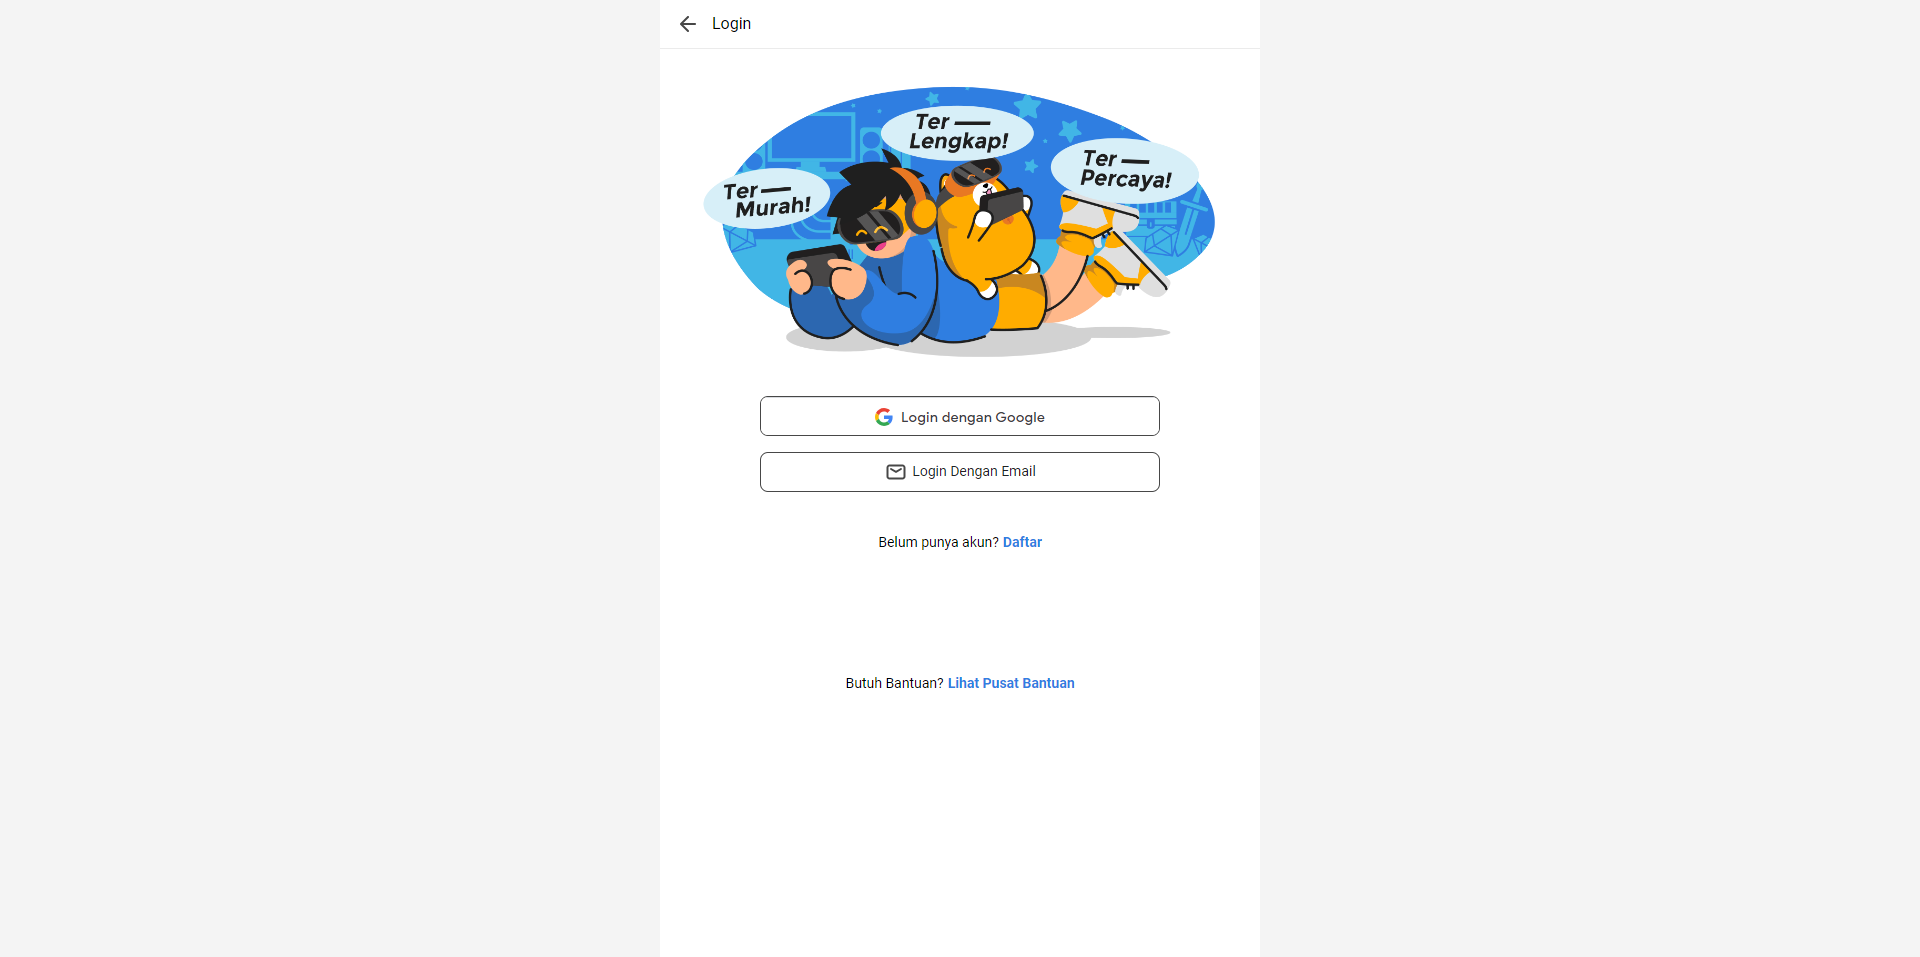 Login
Ter
Lengkap!
Ter
Percaya!
Ter
Murah!
Login dengan Google
Login Dengan Email
Belum punya akun? Daftar
Butuh Bantuan? Lihat Pusat Bantuan